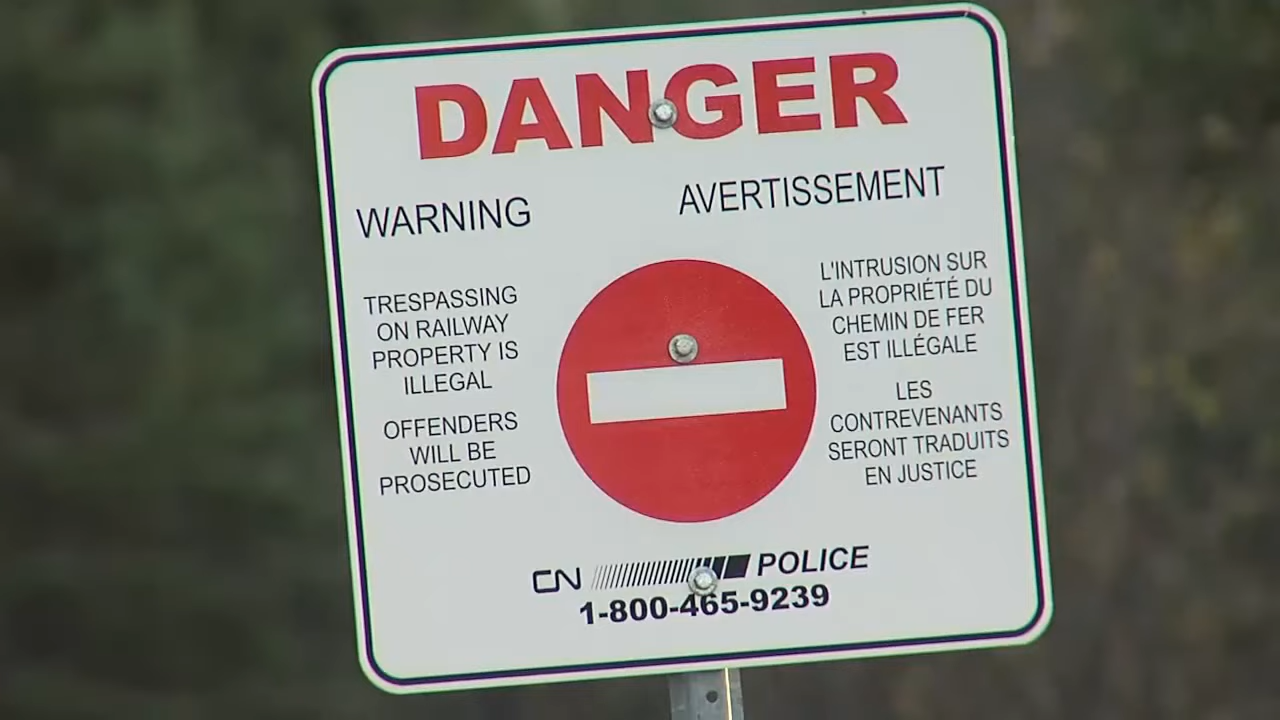 DANGER
WARNING
TRESPASSING
ON RAILWAY
PROPERTY IS
ILLEGAL
OFFENDERS
WILL BE
PROSECUTED
AVERTISSEMENT
L'INTRUSION SUR
LA PROPRIÉTÉ DU
CHEMIN DE FER
EST ILLÉGALE
LES
CONTREVENANTS
SERONT TRADUITS
EN JUSTICE
CN POLICE
1-800-465-9239